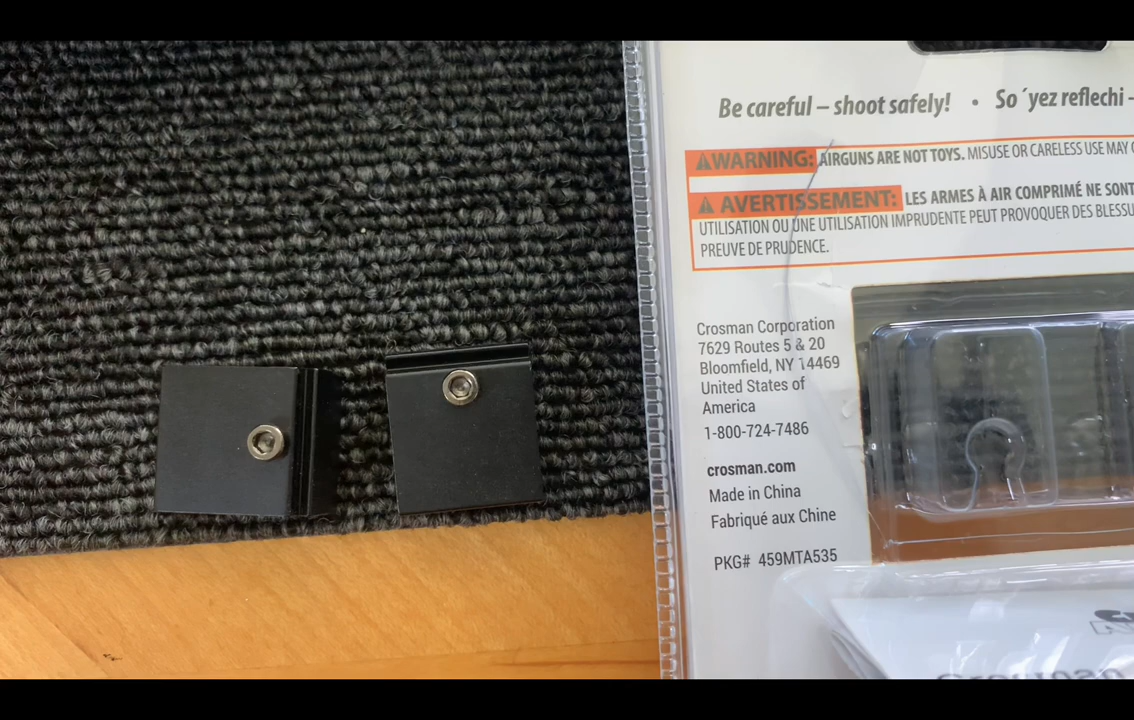 Be careful – shoot safely! • So´yez reflechi –
WARNING: AIRGUNS ARE NOT TOYS. MISUSE OR CARELESS USE MAY
AVERTISSEMENT: LES ARMES À AIR COMPRIMÉ NE SONT
UTILISATION OU UNE UTILISATION IMPRUDENTE PEUT PROVOQUER DES
PREUVE DE PRUDENCE.
Crosman Corporation
7629 Routes 5 & 20
Bloomfield, NY 14469
United States of
America
1-800-724-7486
crosman.com
Made in China
Fabriqué aux Chine
PKG# 459MTA535